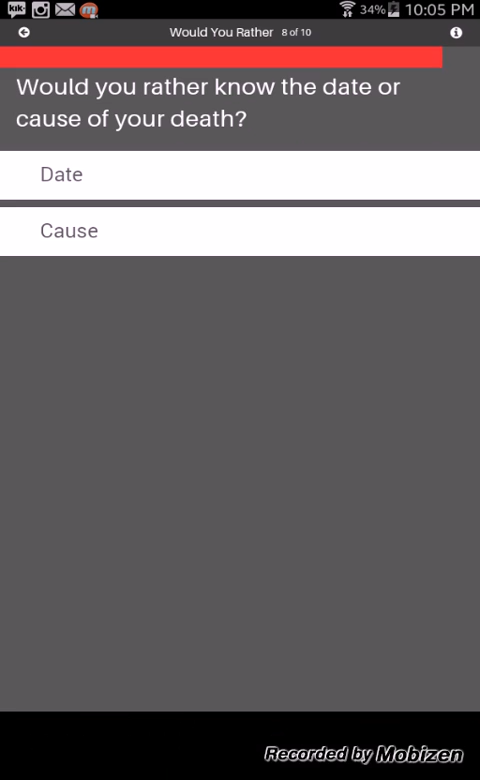 kik
34%
10:05 PM
Would You Rather 8 of 10
Would you rather know the date or
cause of your death?
Date
Cause
Recorded by Mobizen